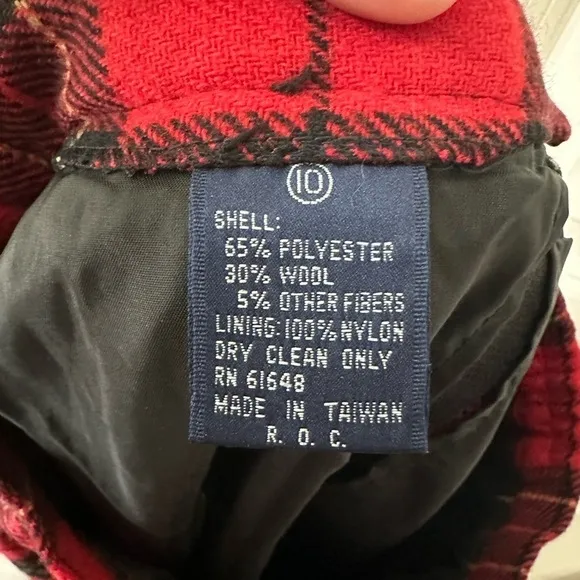 10
SHELL:
65% POLYESTER
30% WOOL
5% OTHER FIBERS
LINING:100%NYLON
DRY CLEAN ONLY
RN 61648
MADE IN TAIWAN
R. O. C.